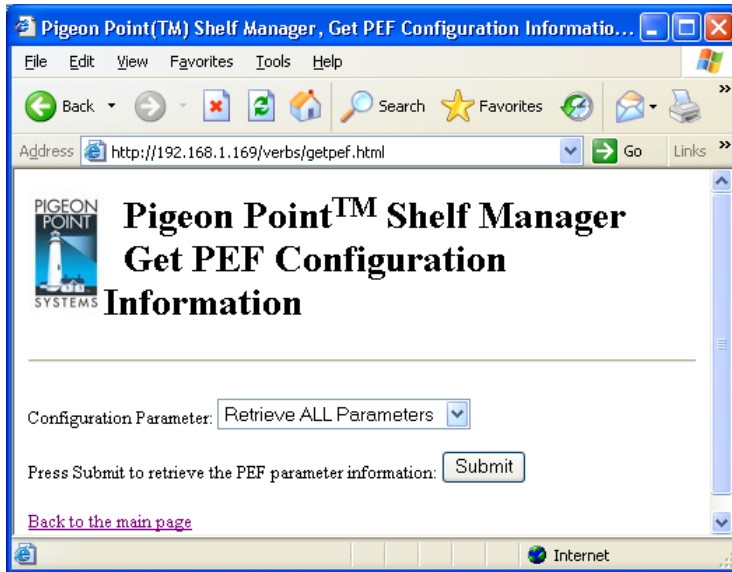 Pigeon Point(TM) Shelf Manager, Get PEF Configuration Informatio...
File Edit View Favorites Tools Help
Back Search Favorites »
Address http://192.168.1.169/verbs/getpef.html Go Links »
PIGEON
POINT
SYSTEMS
Pigeon Point™ Shelf Manager
Get PEF Configuration
Information
Configuration Parameter: Retrieve ALL Parameters
Press Submit to retrieve the PEF parameter information: Submit
Back to the main page
Internet